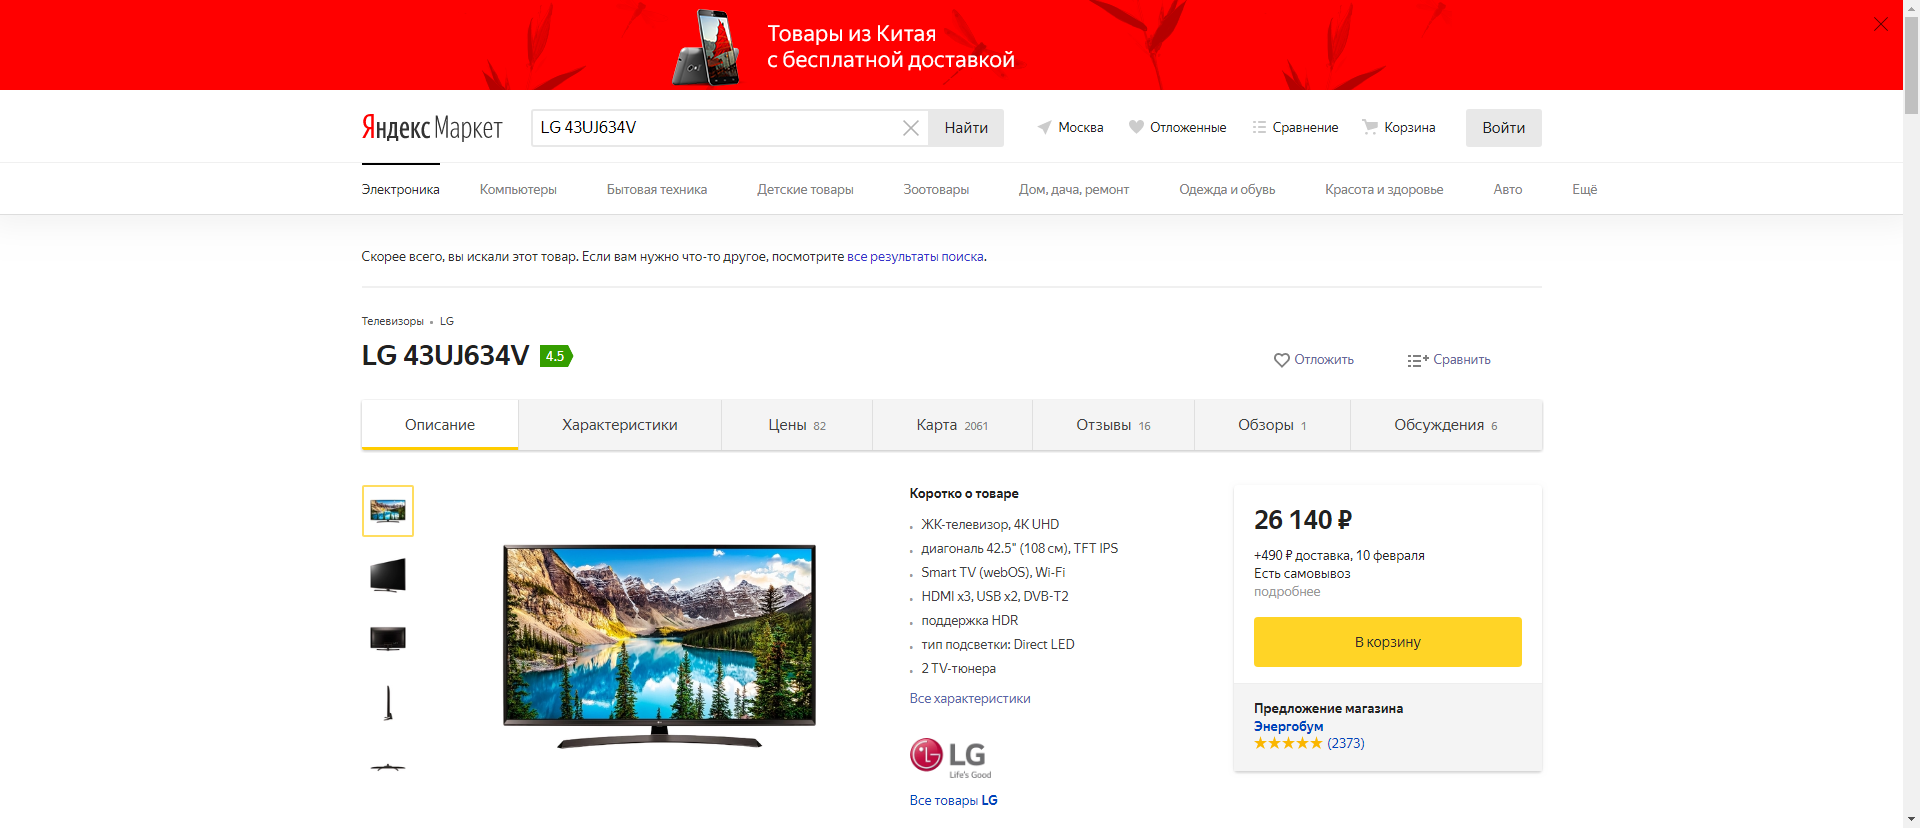 Товары из Китая
с бесплатной доставкой
Яндекс Маркет
LG 43UJ634V
Найти
Москва
Отложенные
Сравнение
Корзина
Войти
Электроника
Компьютеры
Бытовая техника
Детские товары
Зоотовары
Дом, дача, ремонт
Одежда и обувь
Красота и здоровье
Авто
Ещё
Скорее всего, вы искали этот товар. Если вам нужно что-то другое, посмотрите все результаты поиска.
Телевизоры • LG
LG 43UJ634V 4.5
Отложить
Сравнить
Описание
Характеристики
Цены 82
Карта 2061
Отзывы 16
Обзоры 1
Обсуждения 6
Коротко о товаре
ЖК-телевизор, 4K UHD
диагональ 42.5" (108 см), TFT IPS
Smart TV (webOS), Wi-Fi
HDMI x3, USB x2, DVB-T2
поддержка HDR
тип подсветки: Direct LED
2 TV-тюнера
Все характеристики
LG
Life's Good
Все товары LG
26 140 ₽
+490 ₽ доставка, 10 февраля
Есть самовывоз
подробнее
В корзину
Предложение магазина
Энергобум
★★★★★ (2373)